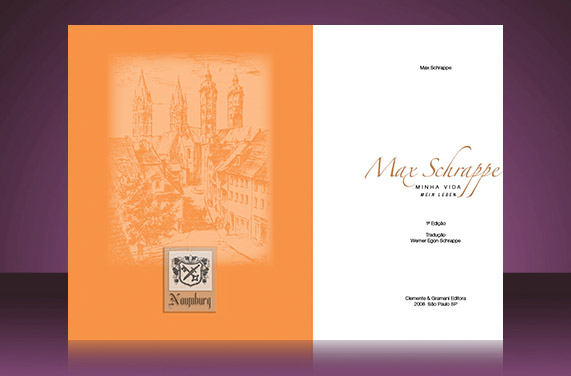 Naumburg
Max Schrappe
Max Schrappe
MINHA VIDA
MEIN LEBEN
1ª Edição
Tradução
Werner Egon Schrappe
Clemente & Gramani Editora
2008 São Paulo SP